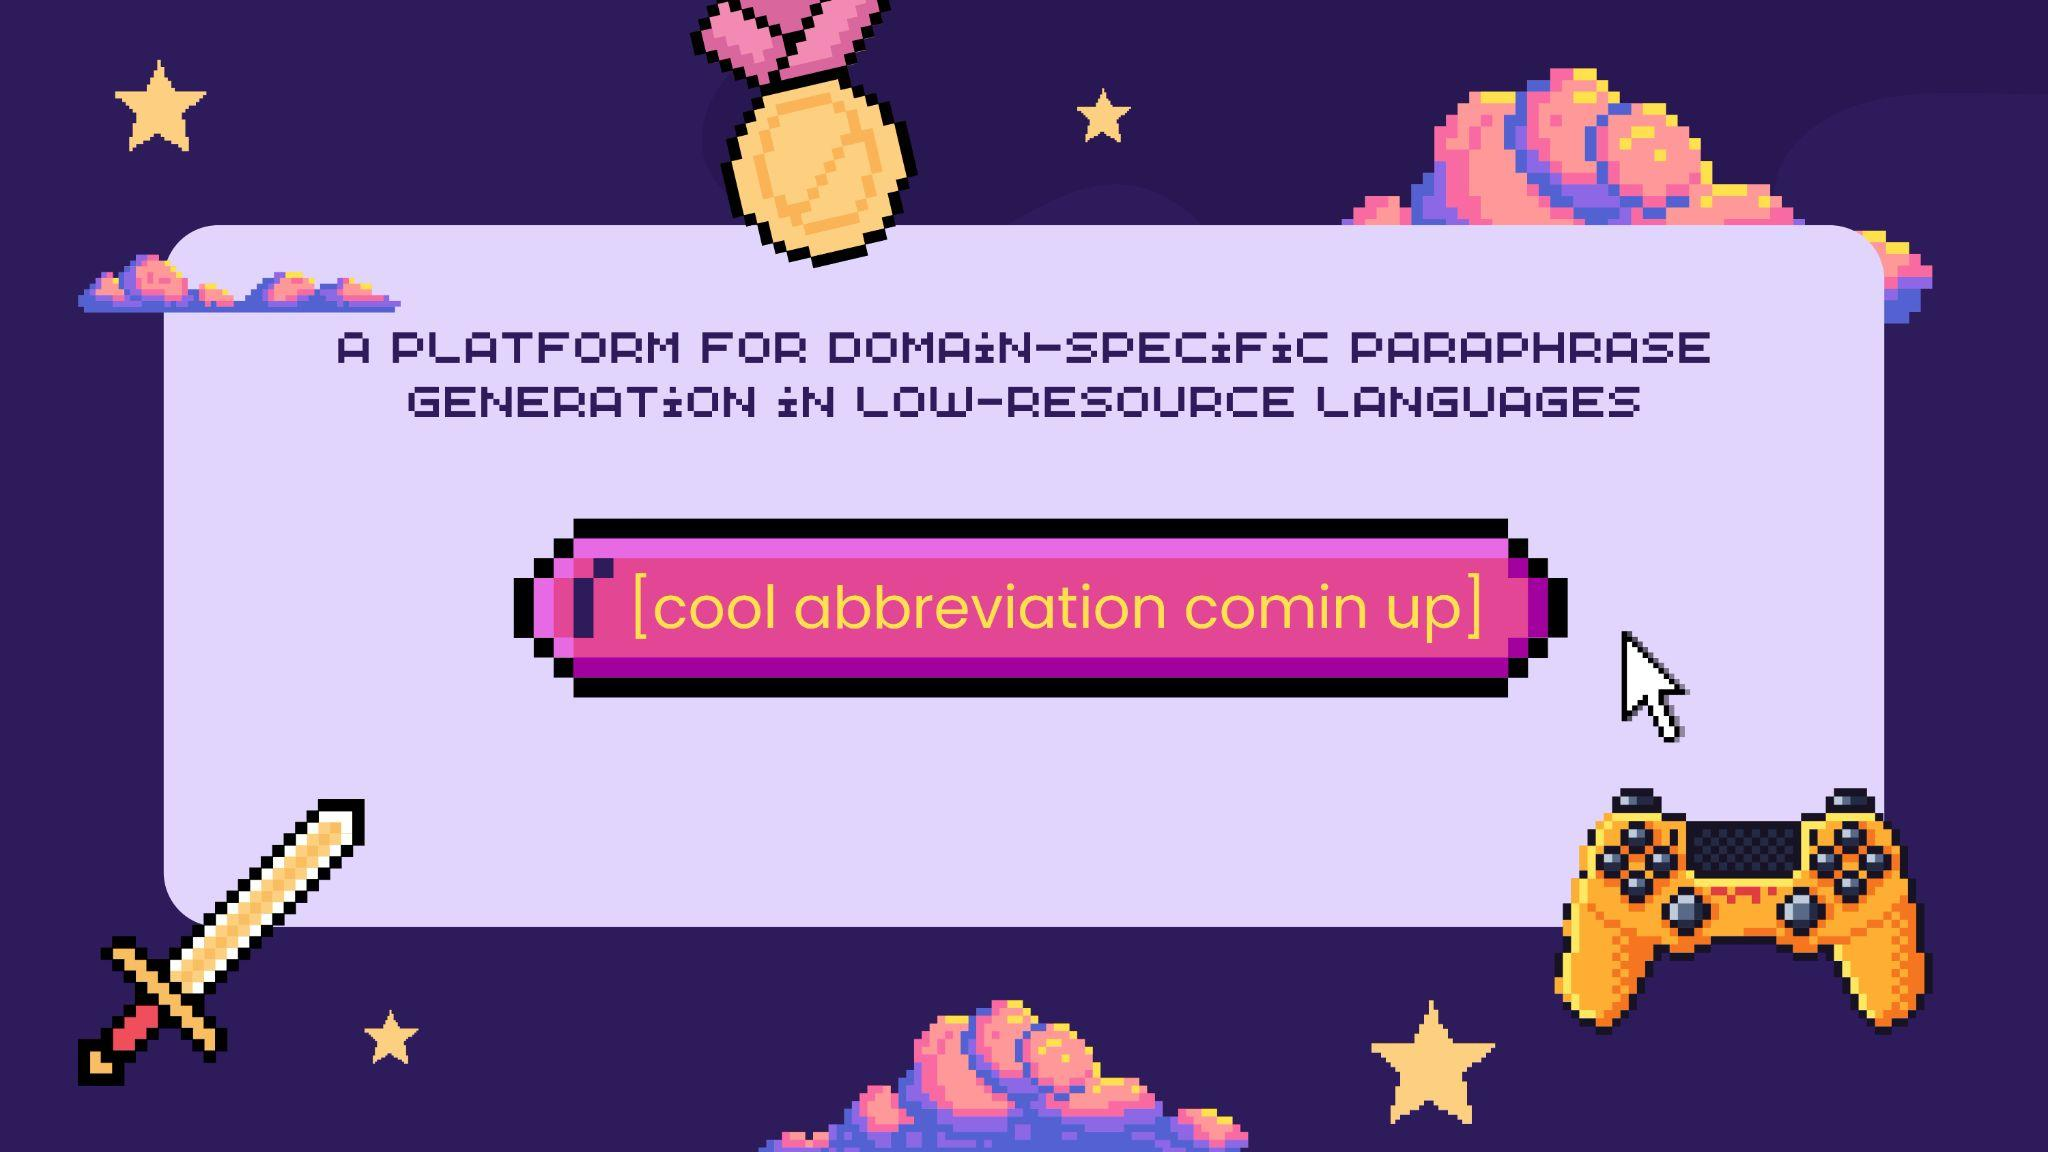 A PLATFORM FOR DOMAiN-SPECiFiC PARAPHRASE
GENERATiON iN LOW-RESOURCE LANGUAGES
[cool abbreviation comin up]